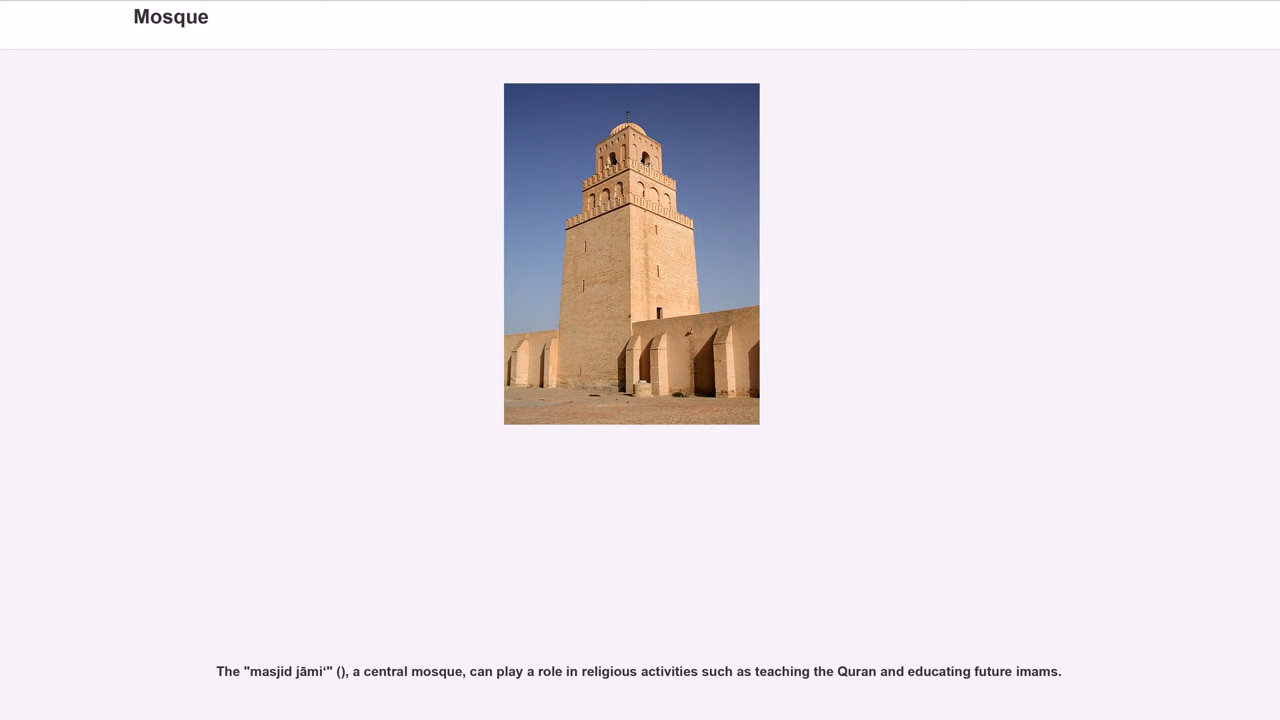 Mosque
The "masjid jāmi‘" (), a central mosque, can play a role in religious activities such as teaching the Quran and educating future imams.